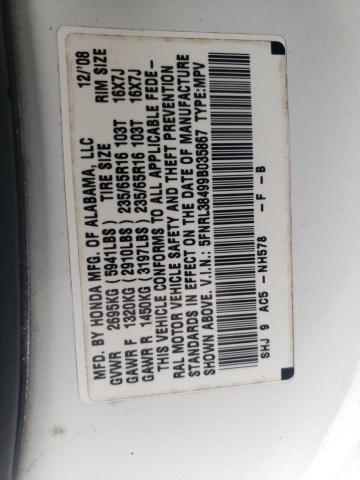 MFD. BY HONDA MFG. OF ALABAMA, LLC 12/'08
TIRE SIZE RIM SIZE
GVWR 2695KG (5941LBS)
GAWR F 1320KG (2910LBS) 235/65R16 103T 16X7J
GAWR R 1450KG (3197LBS) 235/65R16 103T 16X7J
THIS VEHICLE CONFORMS TO ALL APPLICABLE FEDE-
RAL MOTOR VEHICLE SAFETY AND THEFT PREVENTION
STANDARDS IN EFFECT ON THE DATE OF MANUFACTURE
SHOWN ABOVE. V.I.N.: 5FNRL38499B035867 TYPE:MPV
SHJ 9 AC5 -NH578 -F -B